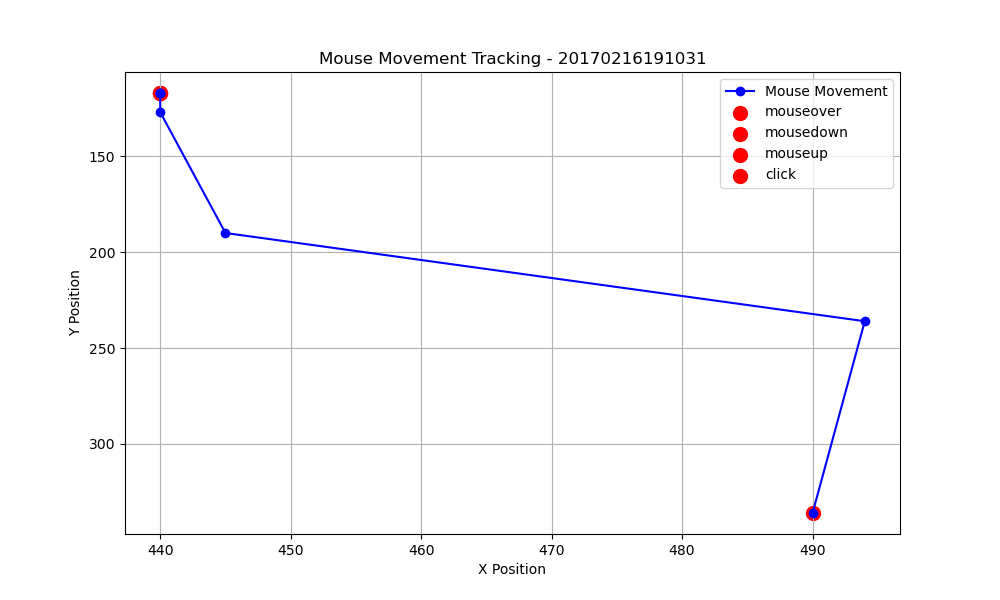 Mouse Movement Tracking - 20170216191031
Mouse Movement
mouseover
mousedown
mouseup
click
150
200
250
300
Y Position
440
450
460
470
480
490
X Position